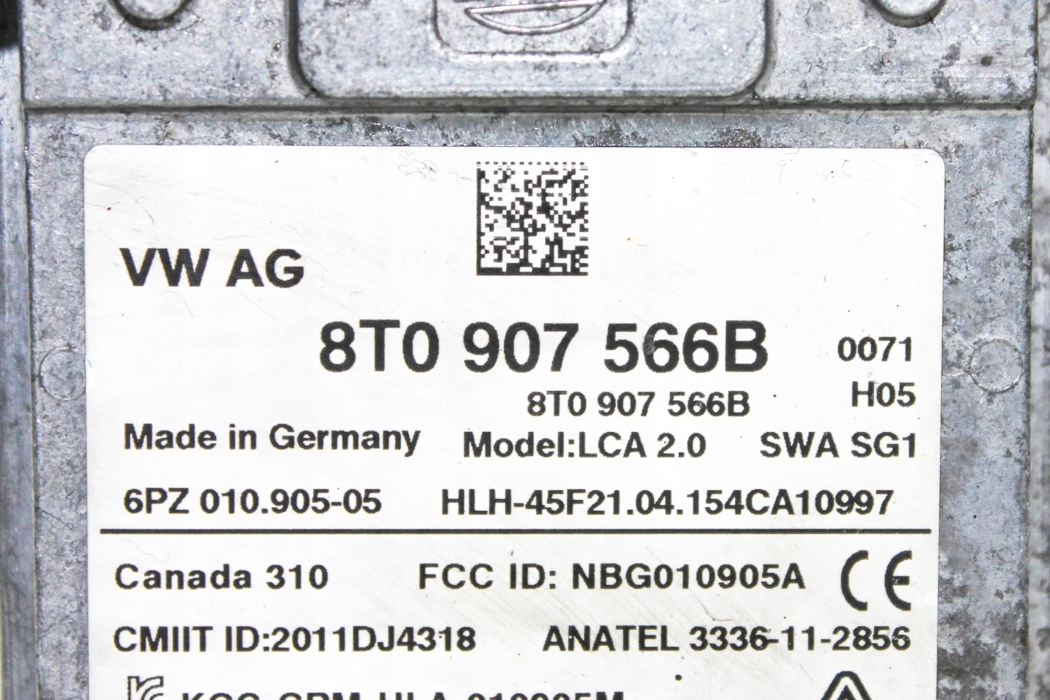 VW AG
8T0 907 566B 0071
8T0 907 566B H05
Made in Germany Model:LCA 2.0 SWA SG1
6PZ 010.905-05 HLH-45F21.04.154CA10997
Canada 310 FCC ID: NBG010905A CE
CMIIT ID:2011DJ4318 ANATEL 3336-11-2856